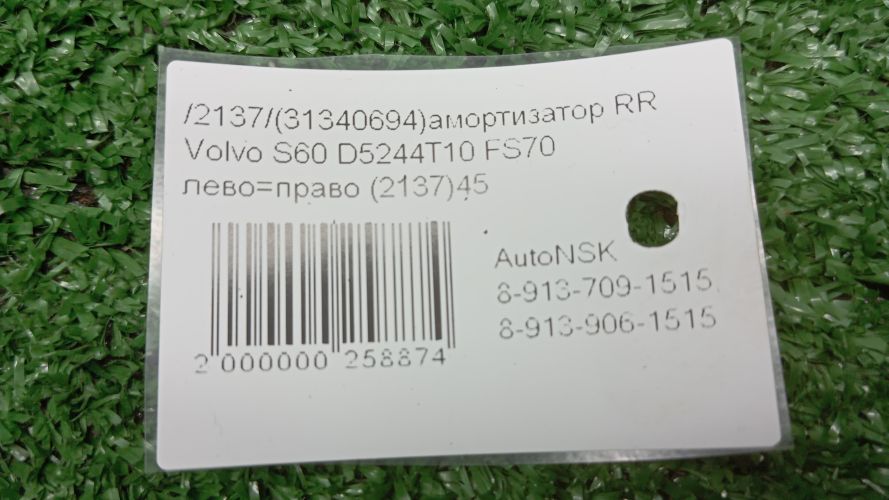 /2137/(31340694)амортизатор RR
Volvo S60 D5244T10 FS70
лево=право (2137)45
AutoNSK
8-913-709-1515
8-913-906-1515
2 000000 258874